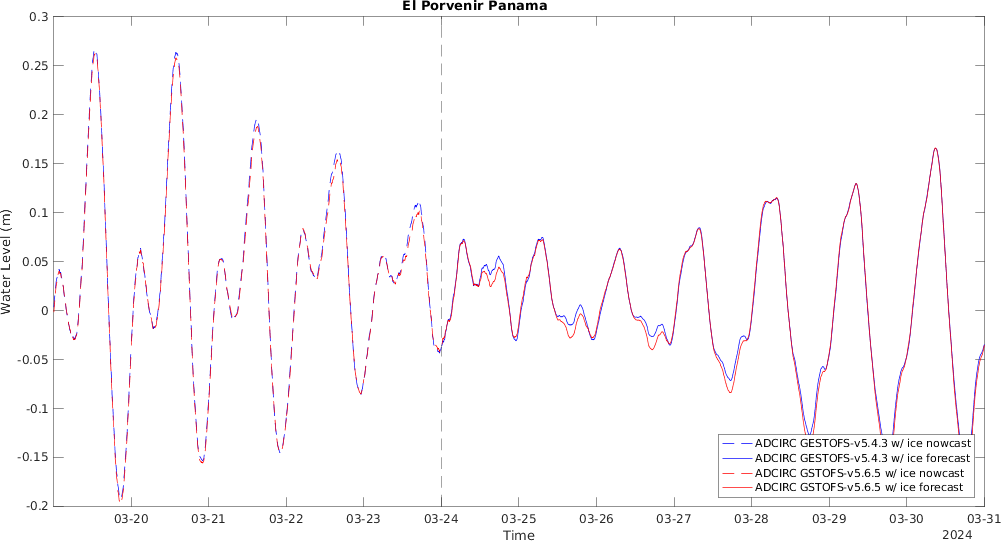 El Porvenir Panama
0.3
0.25
0.2
0.15
0.1
0.05
0
-0.05
-0.1
-0.15
-0.2
Water Level (m)
ADCIRC GESTOFS-v5.4.3 w/ ice nowcast
ADCIRC GESTOFS-v5.4.3 w/ ice forecast
ADCIRC GSTOFS-v5.6.5 w/ ice nowcast
ADCIRC GSTOFS-v5.6.5 w/ ice forecast
03-20 03-21 03-22 03-23 03-24 03-25 03-26 03-27 03-28 03-29 03-30 03-31
Time
2024